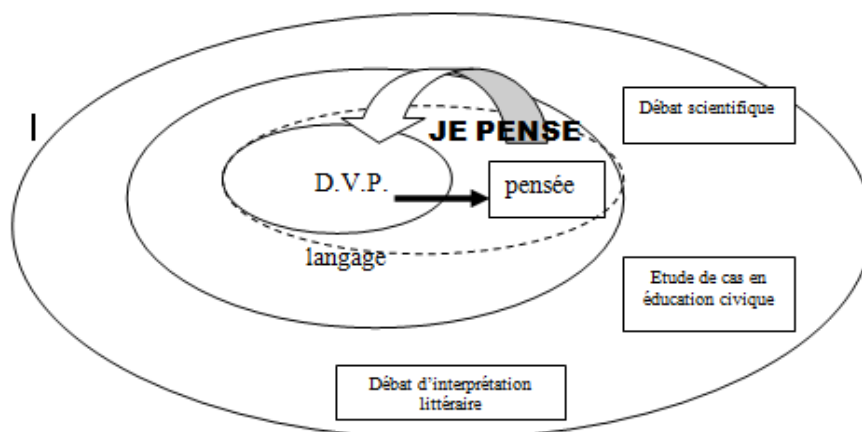 Débat scientifique
I
JE PENSE
D.V.P.
pensée
langage
Etude de cas en
éducation civique
Débat d’interprétation
littéraire